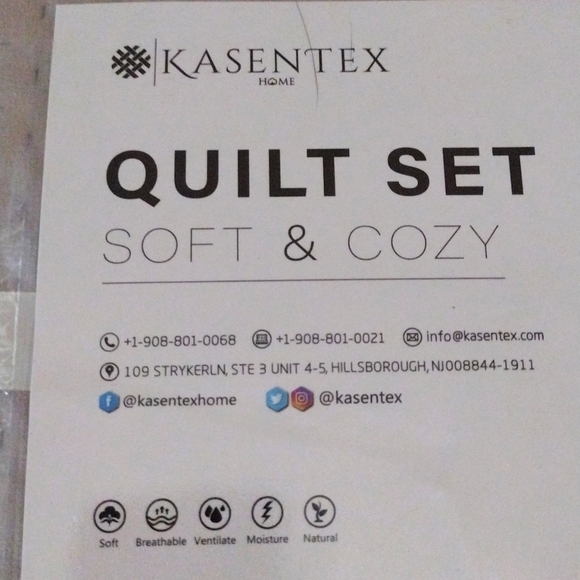 KASENTEX
HOME
QUILT SET
SOFT & COZY
+1-908-801-0068 +1-908-801-0021 info@kasentex.com
109 STRYKERLN, STE 3 UNIT 4-5, HILLSBOROUGH, NJ008844-1911
@kasentexhome @kasentex
Soft Breathable Ventilate Moisture Natural